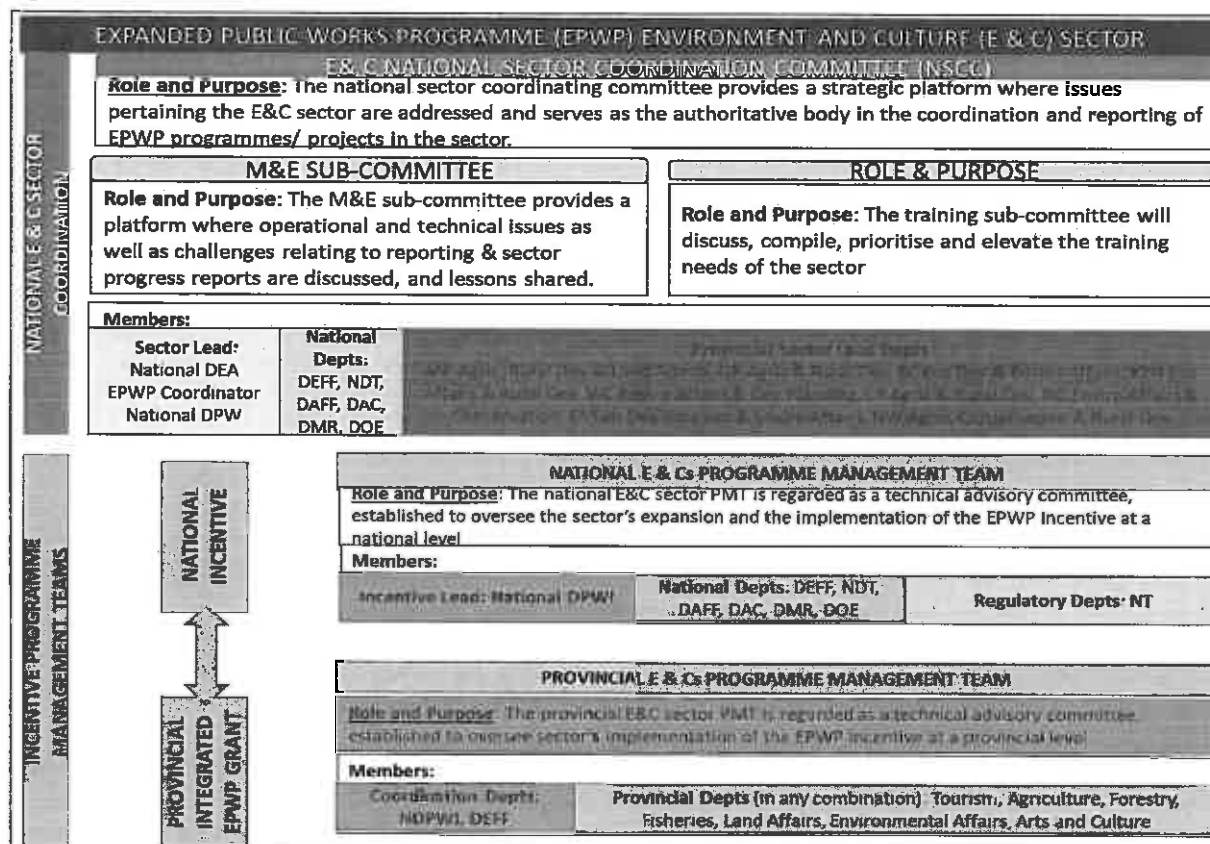 EXPANDED PUBLIC WORKS PROGRAMME (EPWP) ENVIRONMENT AND CULTURE (E & C) SECTOR
E& C NATIONAL SECTOR COORDINATION COMMITTEE (NSCC)
Role and Purpose: The national sector coordinating committee provides a strategic platform where issues
pertaining the E&C sector are addressed and serves as the authoritative body in the coordination and reporting of
EPWP programmes/ projects in the sector.
NATIONAL E & C SECTOR
COORDINATION
M&E SUB-COMMITTEE
Role and Purpose: The M&E sub-committee provides a
platform where operational and technical issues as
well as challenges relating to reporting & sector
progress reports are discussed, and lessons shared.
ROLE & PURPOSE
Role and Purpose: The training sub-committee will
discuss, compile, prioritise and elevate the training
needs of the sector
Members:
Sector Lead:
National DEA
EPWP Coordinator
National DPW
National
Depts:
DEFF, NDT,
DAFF, DAC,
DMR, DOE
INCENTIVE PROGRAMME
MANAGEMENT TEAMS
NATIONAL
INCENTIVE
NATIONAL E & Cs PROGRAMME MANAGEMENT TEAM
Role and Purpose: The national E&C sector PMT is regarded as a technical advisory committee,
established to oversee the sector's expansion and the implementation of the EPWP Incentive at a
national level
Members:
Incentive Lead: National DPWI
National Depts: DEFF, NDT,
DAFF, DAC, DMR, DOE
Regulatory Depts: NT
PROVINCIAL
INTEGRATED
EPWP GRANT
PROVINCIAL E & Cs PROGRAMME MANAGEMENT TEAM
Role and Purpose: The provincial E&C sector PMT is regarded as a technical advisory committee,
established to oversee sector's implementation of the EPWP incentive at a provincial level
Members:
Coordination Depts:
NDPWI, DEFF
Provincial Depts (in any combination) Tourism, Agriculture, Forestry,
Fisheries, Land Affairs, Environmental Affairs, Arts and Culture